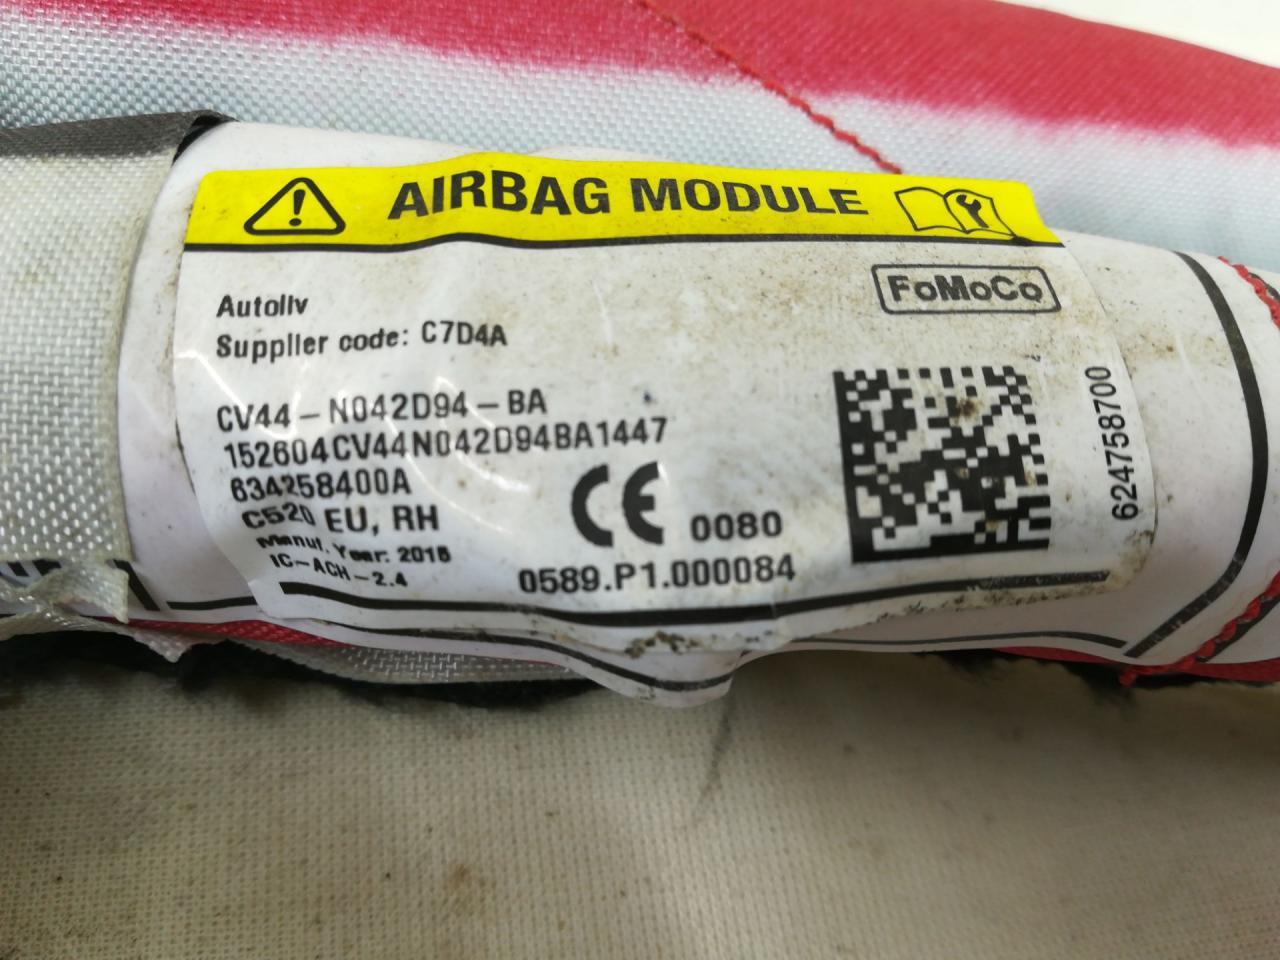 AIRBAG MODULE
FoMoCo
Autoliv
Supplier code: C7D4A
CV44-N042D94-BA
152604CV44N042D94BA1447
634258400A
C520 EU, RH
Manuf. Year: 2015
IC-ACH-2.4
CE 0080
0589.P1.000084
624758700